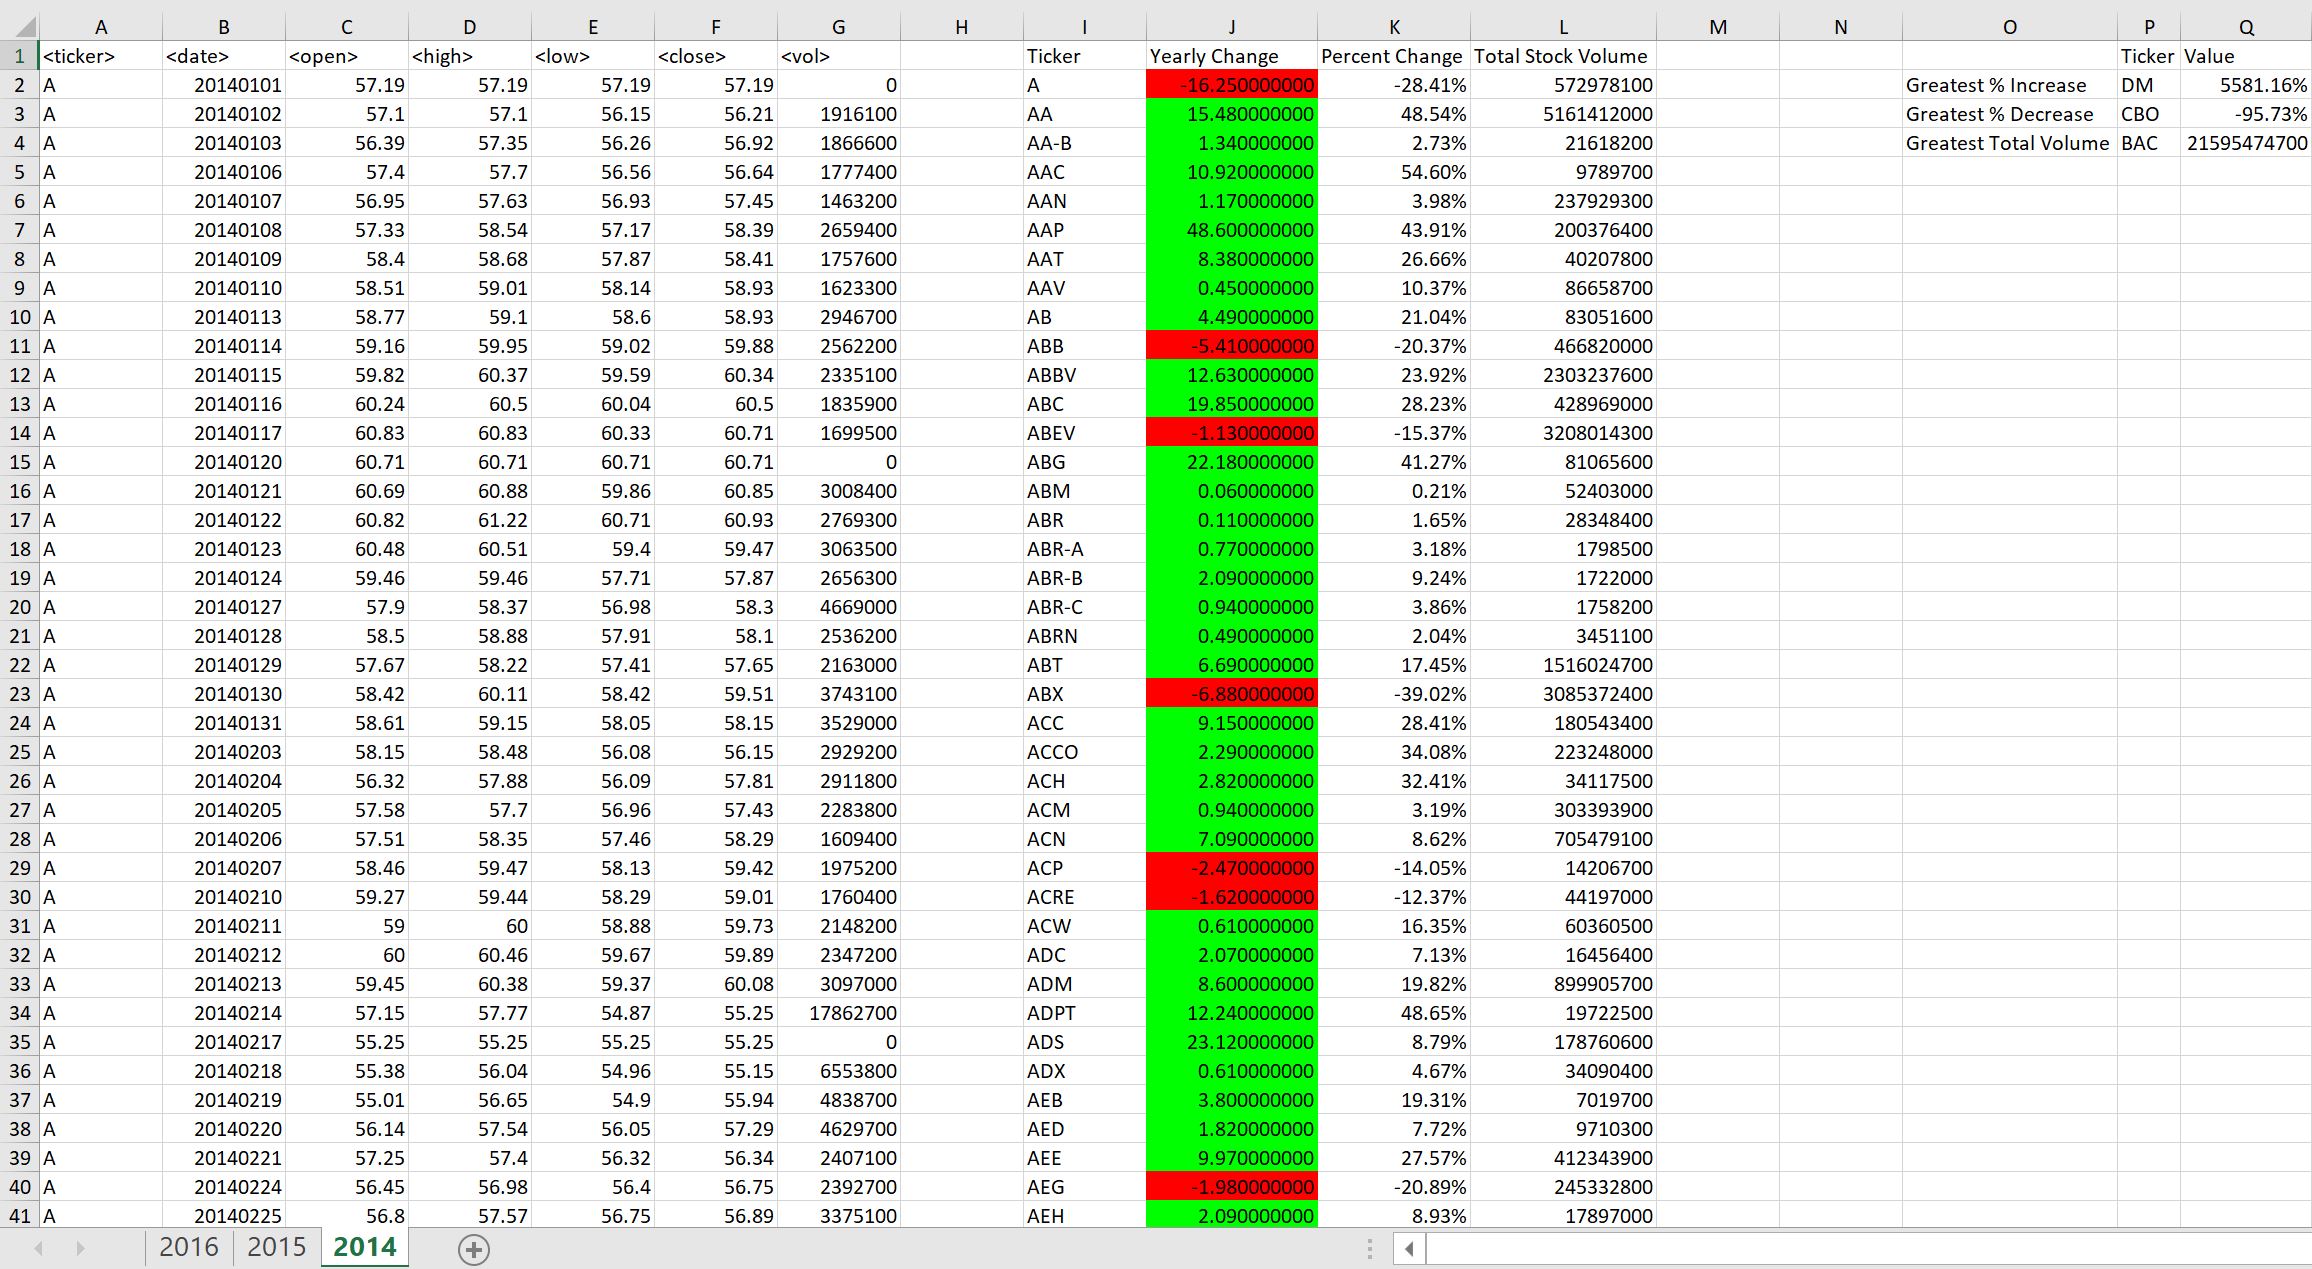 A B C D E F G H I J K L M N O P Q
1 <ticker> <date> <open> <high> <low> <close> <vol> Ticker Yearly Change Percent Change Total Stock Volume Ticker Value
2 A 20140101 57.19 57.19 57.19 57.19 0 A -16.250000000 -28.41% 572978100 Greatest % Increase DM 5581.16%
3 A 20140102 57.1 57.1 56.15 56.21 1916100 AA 15.480000000 48.54% 5161412000 Greatest % Decrease CBO -95.73%
4 A 20140103 56.39 57.35 56.26 56.92 1866600 AA-B 1.340000000 2.73% 21618200 Greatest Total Volume BAC 21595474700
5 A 20140106 57.4 57.7 56.56 56.64 1777400 AAC 10.920000000 54.60% 9789700
6 A 20140107 56.95 57.63 56.93 57.45 1463200 AAN 1.170000000 3.98% 237929300
7 A 20140108 57.33 58.54 57.17 58.39 2659400 AAP 48.600000000 43.91% 200376400
8 A 20140109 58.4 58.68 57.87 58.41 1757600 AAT 8.380000000 26.66% 40207800
9 A 20140110 58.51 59.01 58.14 58.93 1623300 AAV 0.450000000 10.37% 86658700
10 A 20140113 58.77 59.1 58.6 58.93 2946700 AB 4.490000000 21.04% 83051600
11 A 20140114 59.16 59.95 59.02 59.88 2562200 ABB -5.410000000 -20.37% 466820000
12 A 20140115 59.82 60.37 59.59 60.34 2335100 ABBV 12.630000000 23.92% 2303237600
13 A 20140116 60.24 60.5 60.04 60.5 1835900 ABC 19.850000000 28.23% 428969000
14 A 20140117 60.83 60.83 60.33 60.71 1699500 ABEV -1.130000000 -15.37% 3208014300
15 A 20140120 60.71 60.71 60.71 60.71 0 ABG 22.180000000 41.27% 81065600
16 A 20140121 60.69 60.88 59.86 60.85 3008400 ABM 0.060000000 0.21% 52403000
17 A 20140122 60.82 61.22 60.71 60.93 2769300 ABR 0.110000000 1.65% 28348400
18 A 20140123 60.48 60.51 59.4 59.47 3063500 ABR-A 0.770000000 3.18% 1798500
19 A 20140124 59.46 59.46 57.71 57.87 2656300 ABR-B 2.090000000 9.24% 1722000
20 A 20140127 57.9 58.37 56.98 58.3 4669000 ABR-C 0.940000000 3.86% 1758200
21 A 20140128 58.5 58.88 57.91 58.1 2536200 ABRN 0.490000000 2.04% 3451100
22 A 20140129 57.67 58.22 57.41 57.65 2163000 ABT 6.690000000 17.45% 1516024700
23 A 20140130 58.42 60.11 58.42 59.51 3743100 ABX -6.880000000 -39.02% 3085372400
24 A 20140131 58.61 59.15 58.05 58.15 3529000 ACC 9.150000000 28.41% 180543400
25 A 20140203 58.15 58.48 56.08 56.15 2929200 ACCO 2.290000000 34.08% 223248000
26 A 20140204 56.32 57.88 56.09 57.81 2911800 ACH 2.820000000 32.41% 34117500
27 A 20140205 57.58 57.7 56.96 57.43 2283800 ACM 0.940000000 3.19% 303393900
28 A 20140206 57.51 58.35 57.46 58.29 1609400 ACN 7.090000000 8.62% 705479100
29 A 20140207 58.46 59.47 58.13 59.42 1975200 ACP -2.470000000 -14.05% 14206700
30 A 20140210 59.27 59.44 58.29 59.01 1760400 ACRE -1.620000000 -12.37% 44197000
31 A 20140211 59 60 58.88 59.73 2148200 ACW 0.610000000 16.35% 60360500
32 A 20140212 60 60.46 59.67 59.89 2347200 ADC 2.070000000 7.13% 16456400
33 A 20140213 59.45 60.38 59.37 60.08 3097000 ADM 8.600000000 19.82% 899905700
34 A 20140214 57.15 57.77 54.87 55.25 17862700 ADPT 12.240000000 48.65% 19722500
35 A 20140217 55.25 55.25 55.25 55.25 0 ADS 23.120000000 8.79% 178760600
36 A 20140218 55.38 56.04 54.96 55.15 6553800 ADX 0.610000000 4.67% 34090400
37 A 20140219 55.01 56.65 54.9 55.94 4838700 AEB 3.800000000 19.31% 7019700
38 A 20140220 56.14 57.54 56.05 57.29 4629700 AED 1.820000000 7.72% 9710300
39 A 20140221 57.25 57.4 56.32 56.34 2407100 AEE 9.970000000 27.57% 412343900
40 A 20140224 56.45 56.98 56.4 56.75 2392700 AEG -1.980000000 -20.89% 245332800
41 A 20140225 56.8 57.57 56.75 56.89 3375100 AEH 2.090000000 8.93% 17897000
2016 2015 2014